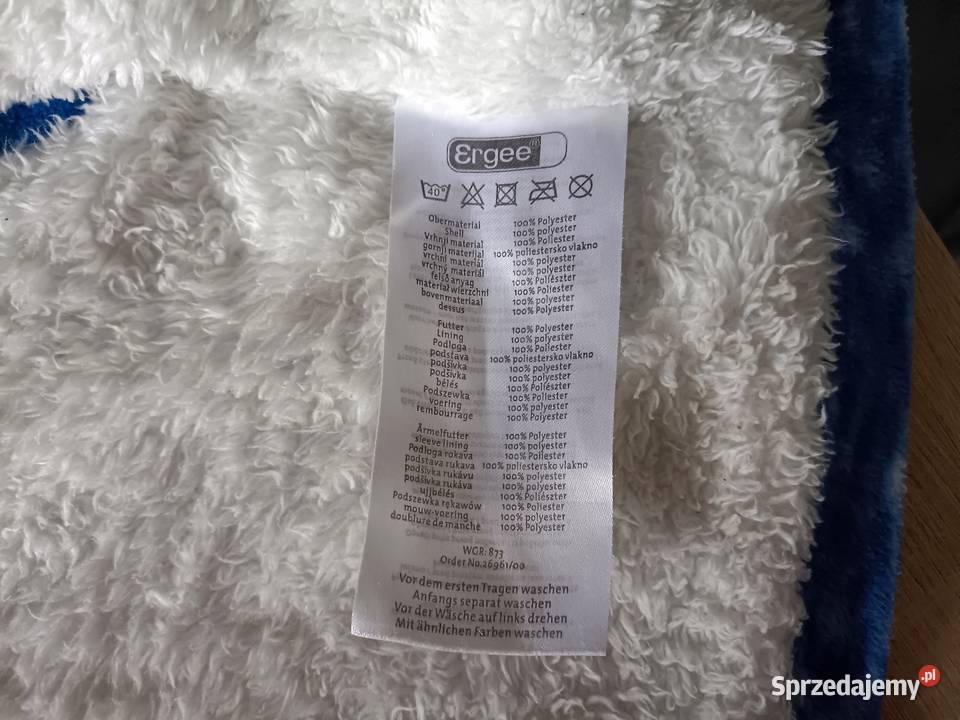 Ergee
40°
Obermaterial 100% Polyester
Shell 100% polyester
Vrhnji material 100% Poliester
gornji materijal 100% poliestersko vlakno
vrchní materiál 100% polyester
vrchný materiál 100% polyester
felső anyag 100% Poliészter
materiał wierzchni 100% Poliester
bovenmateriaal 100% polyester
dessus 100% Polyester
Futter 100% Polyester
Lining 100% polyester
Podloga 100% Poliester
podstava 100% poliestersko vlakno
podšívka 100% polyester
podšívka 100% polyester
bélés 100% Poliészter
Podszewka 100% Poliester
voering 100% polyester
rembourrage 100% polyester
Ärmelfutter 100% Polyester
sleeve lining 100% polyester
Podloga rokava 100% Poliester
podstava rukava 100% poliestersko vlakno
podšívka rukávu 100% polyester
podšívka rukáva 100% polyester
ujjbélés 100% Poliészter
Podszewka rękawów 100% Poliester
mouw-voering 100% polyester
doublure de manche 100% Polyester
WGR: 873
Order No.26961/00
Vor dem ersten Tragen waschen
Anfangs separat waschen
Vor der Wäsche auf links drehen
Mit ähnlichen Farben waschen
Sprzedajemy.pl